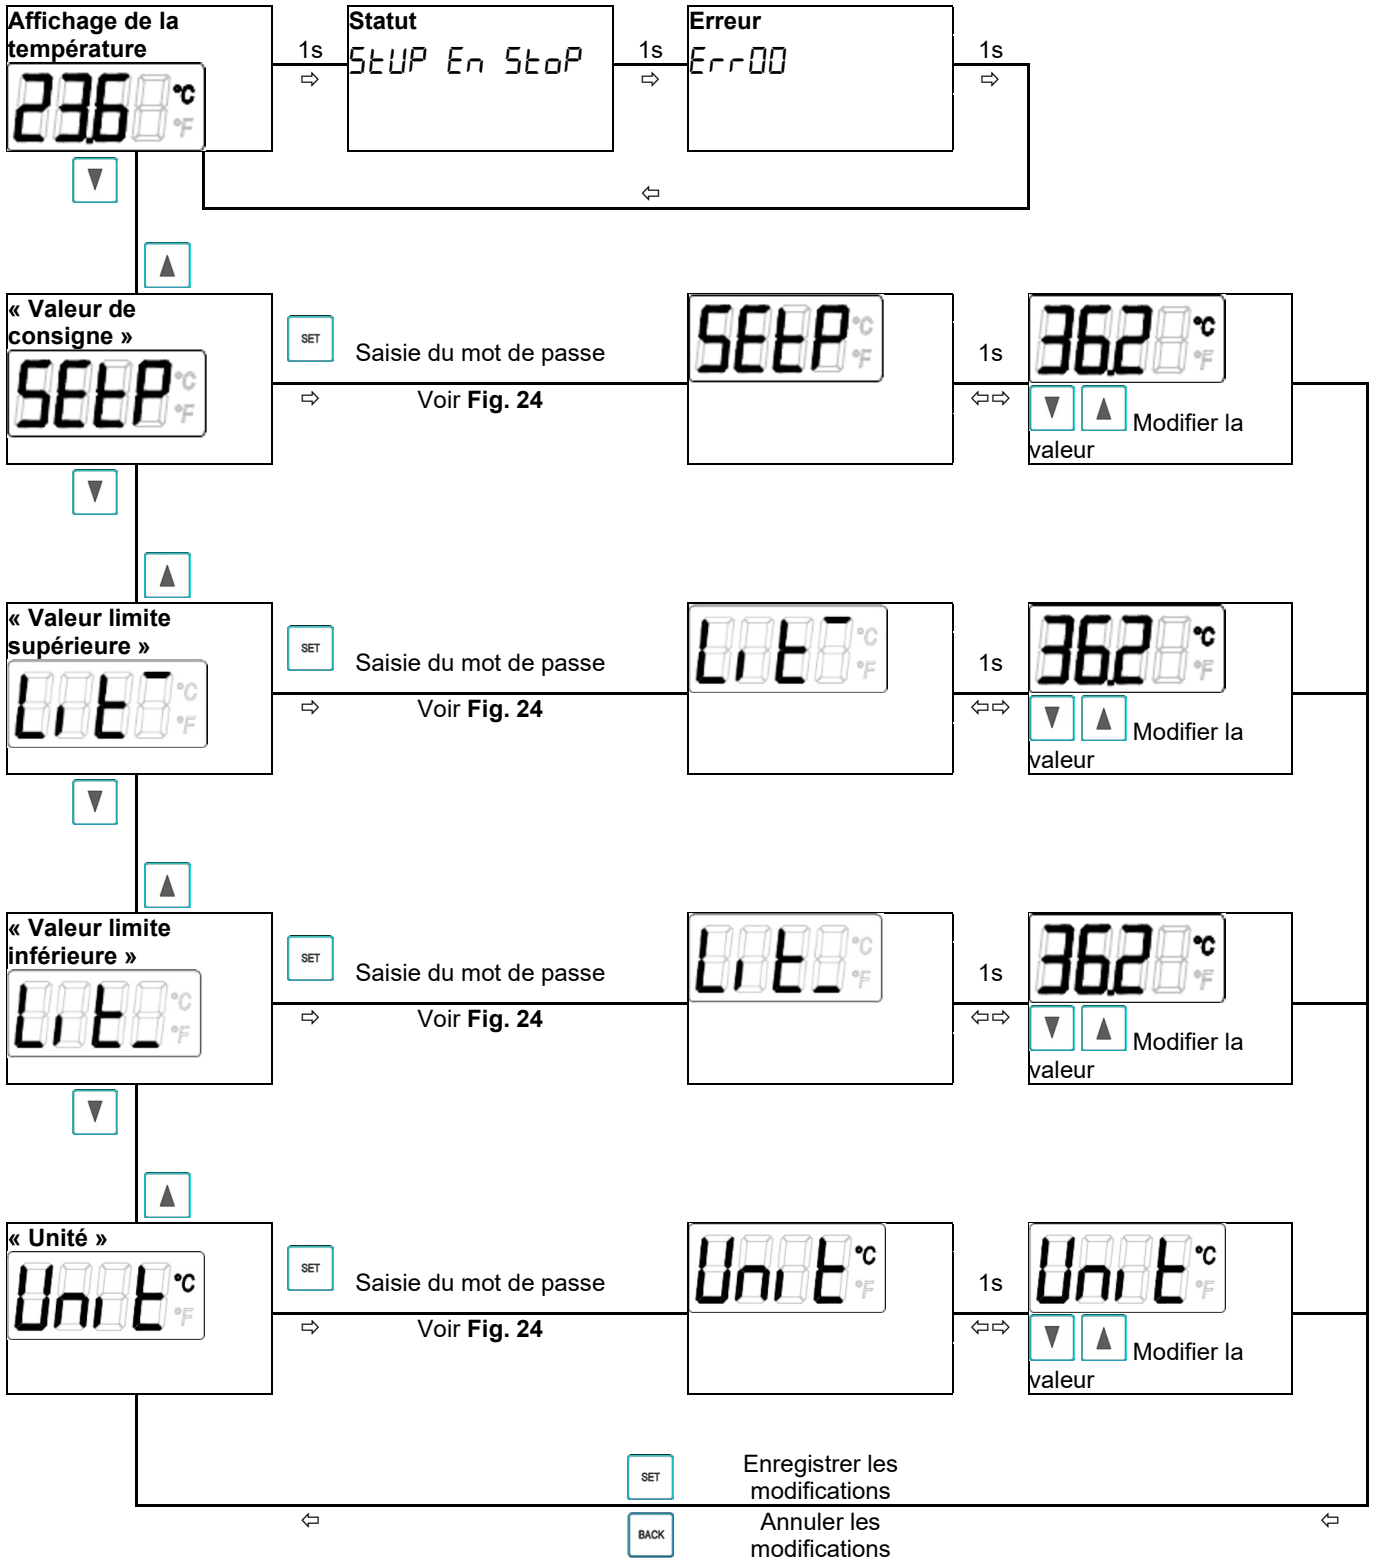 Affichage de la
température
23.6 °C
°F
1s
⇨
Statut
StUP En StoP
1s
⇨
Erreur
Err00
1s
⇨
▼
⇦
▲
« Valeur de
consigne »
SEtP °C
°F
SET
Saisie du mot de passe
⇨
Voir Fig. 24
SEtP °C
°F
1s
⇦⇨
36.2 °C
°F
▼ ▲ Modifier la
valeur
▼
▲
« Valeur limite
supérieure »
Lit¯ °C
°F
SET
Saisie du mot de passe
⇨
Voir Fig. 24
Lit¯ °C
°F
1s
⇦⇨
36.2 °C
°F
▼ ▲ Modifier la
valeur
▼
▲
« Valeur limite
inférieure »
Lit_ °C
°F
SET
Saisie du mot de passe
⇨
Voir Fig. 24
Lit_ °C
°F
1s
⇦⇨
36.2 °C
°F
▼ ▲ Modifier la
valeur
▼
▲
« Unité »
Unit °C
°F
SET
Saisie du mot de passe
⇨
Voir Fig. 24
Unit °C
°F
1s
⇦⇨
Unit °C
°F
▼ ▲ Modifier la
valeur
SET
Enregistrer les
modifications
⇦
BACK
Annuler les
modifications
⇦